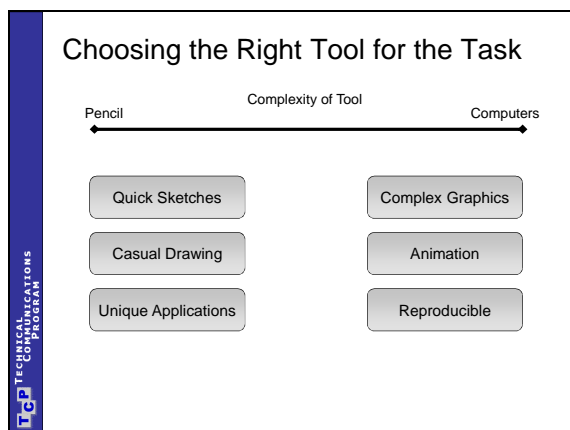 Choosing the Right Tool for the Task
Complexity of Tool
Pencil
Computers
Quick Sketches
Complex Graphics
Casual Drawing
Animation
Unique Applications
Reproducible
TCP TECHNICAL
COMMUNICATIONS
PROGRAM